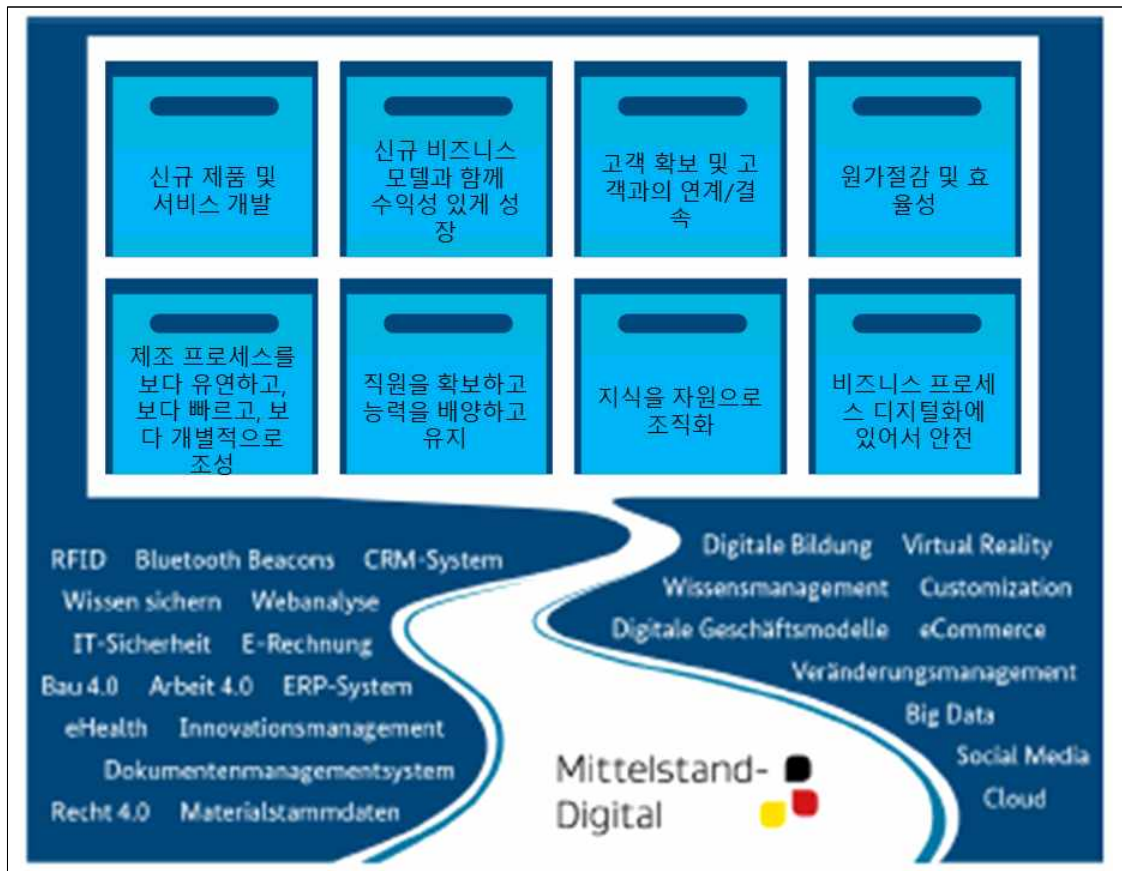 신규 제품 및
서비스 개발
신규 비즈니스
모델과 함께
수익성 있게 성
장
고객 확보 및 고
객과의 연계/결
속
원가절감 및 효
율성
제조 프로세스를
보다 유연하고,
보다 빠르고, 보
다 개별적으로
조성
직원을 확보하고
능력을 배양하고
유지
지식을 자원으로
조직화
비즈니스 프로세
스 디지털화에
있어서 안전
RFID Bluetooth Beacons CRM-System
Wissen sichern Webanalyse
IT-Sicherheit E-Rechnung
Bau 4.0 Arbeit 4.0 ERP-System
eHealth Innovationsmanagement
Dokumentenmanagementsystem
Recht 4.0 Materialstammdaten
Digitale Bildung Virtual Reality
Wissensmanagement Customization
Digitale Geschäftsmodelle eCommerce
Veränderungsmanagement
Big Data
Social Media
Cloud
Mittelstand-
Digital